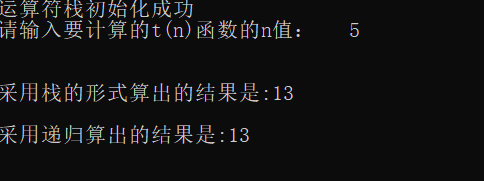 运算符栈初始化成功
请输入要计算的t(n)函数的n值： 5
采用栈的形式算出的结果是:13
采用递归算出的结果是:13